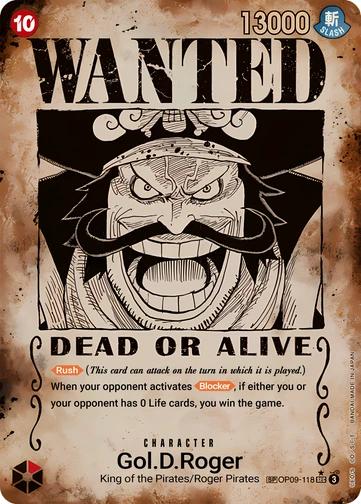 10
13000
斬
SLASH
WANTED
DEAD OR ALIVE
Rush (This card can attack on the turn in which it is played.)
When your opponent activates Blocker, if either you or
your opponent has 0 Life cards, you win the game.
CHARACTER
Gol.D.Roger
King of the Pirates/Roger Pirates
SP OP09-118 SEC 3